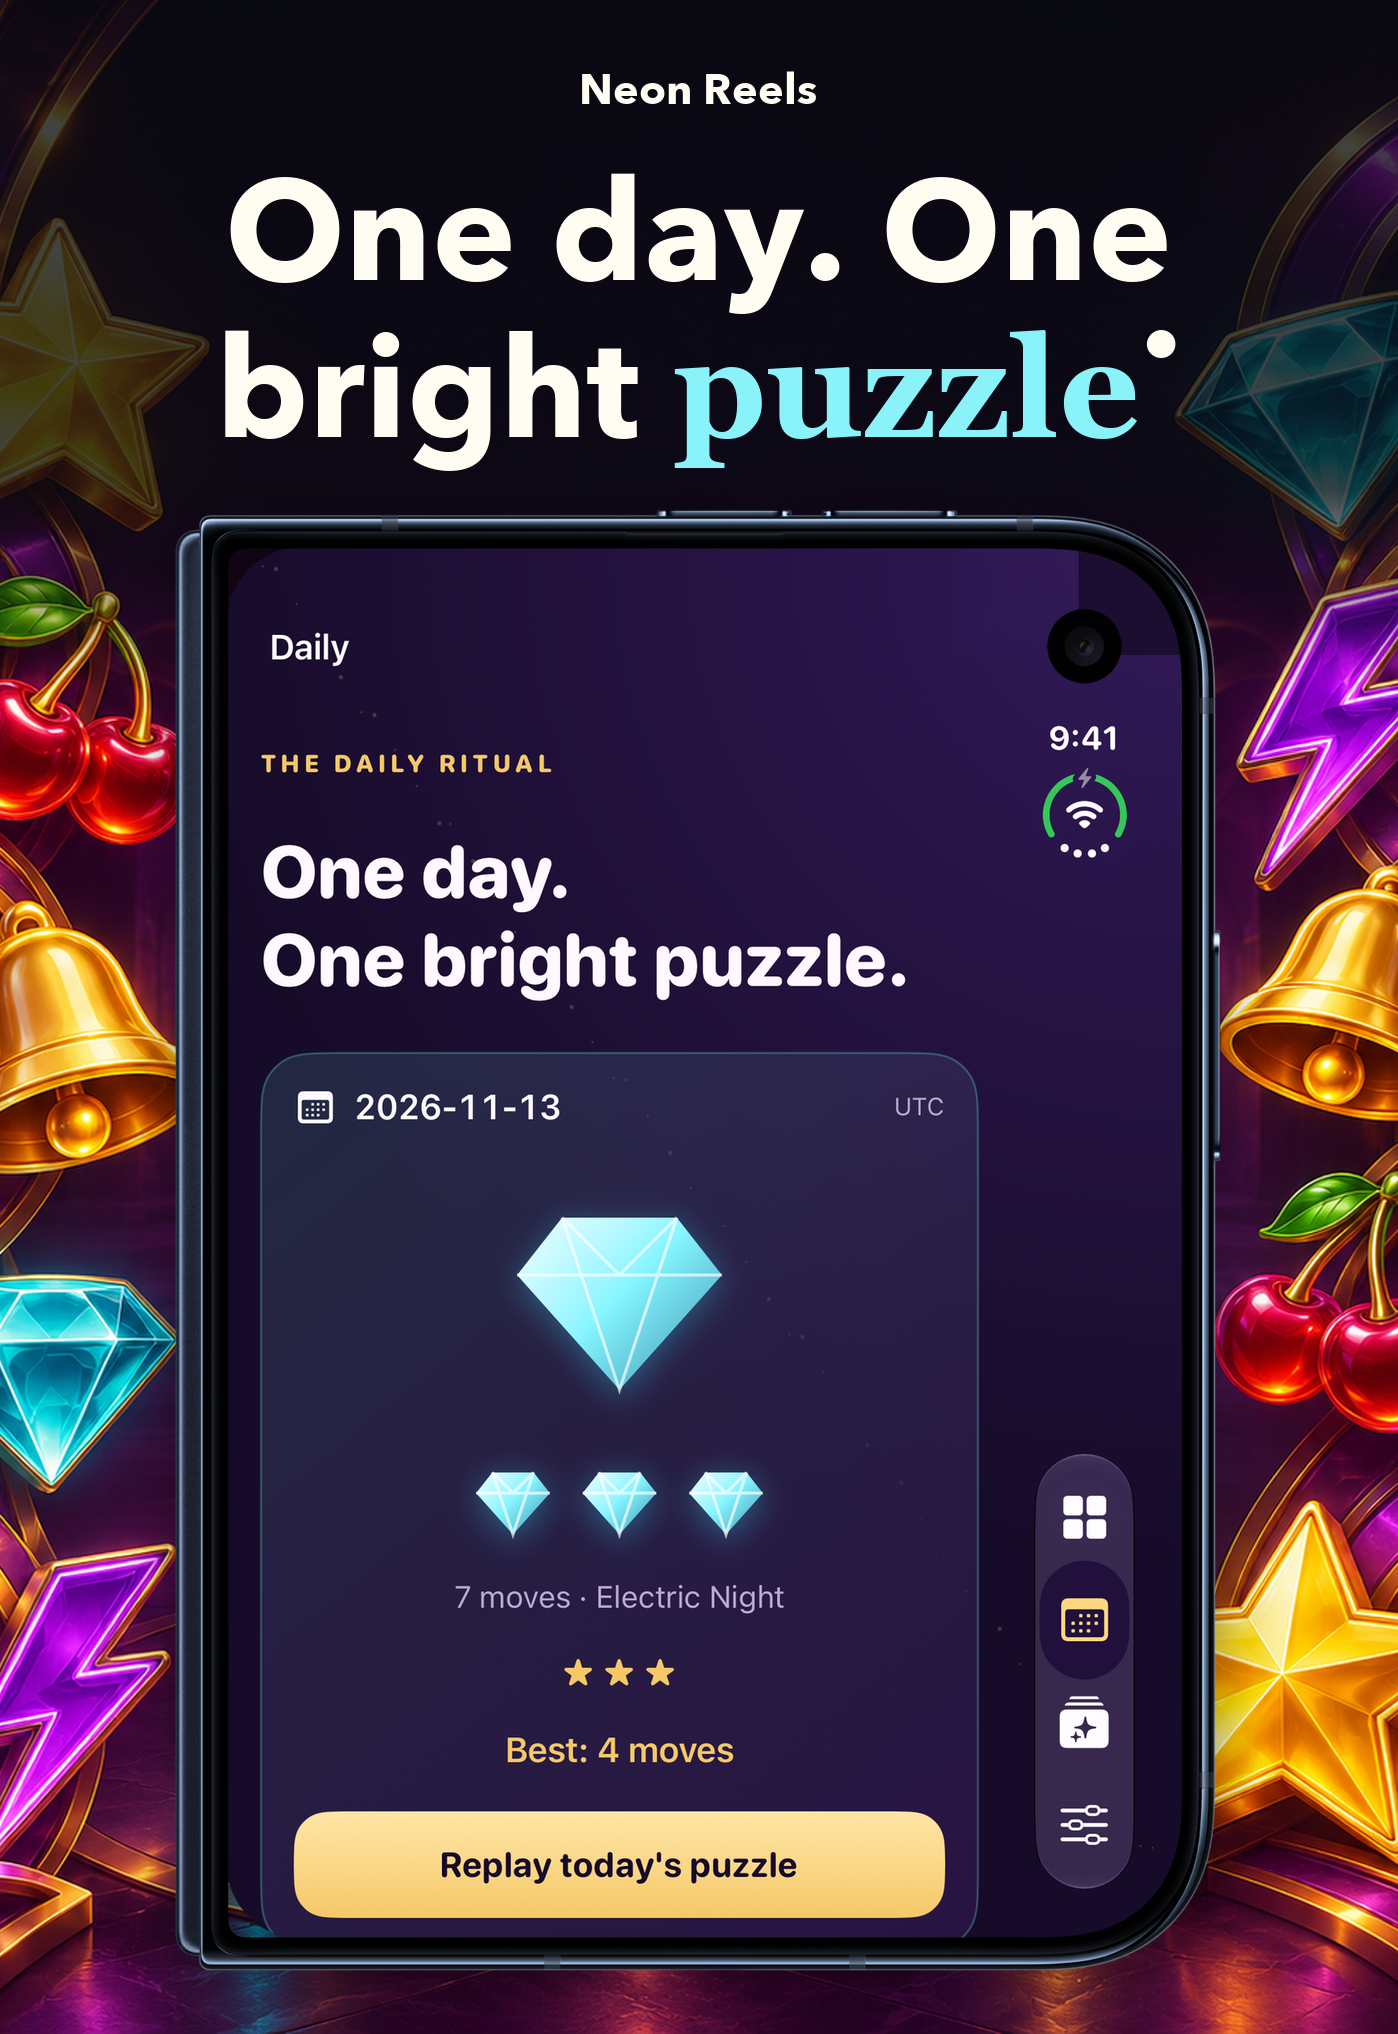 Neon Reels
One day. One
bright puzzle.
Daily
9:41
THE DAILY RITUAL
One day.
One bright puzzle.
2026-11-13
UTC
7 moves · Electric Night
Best: 4 moves
Replay today's puzzle